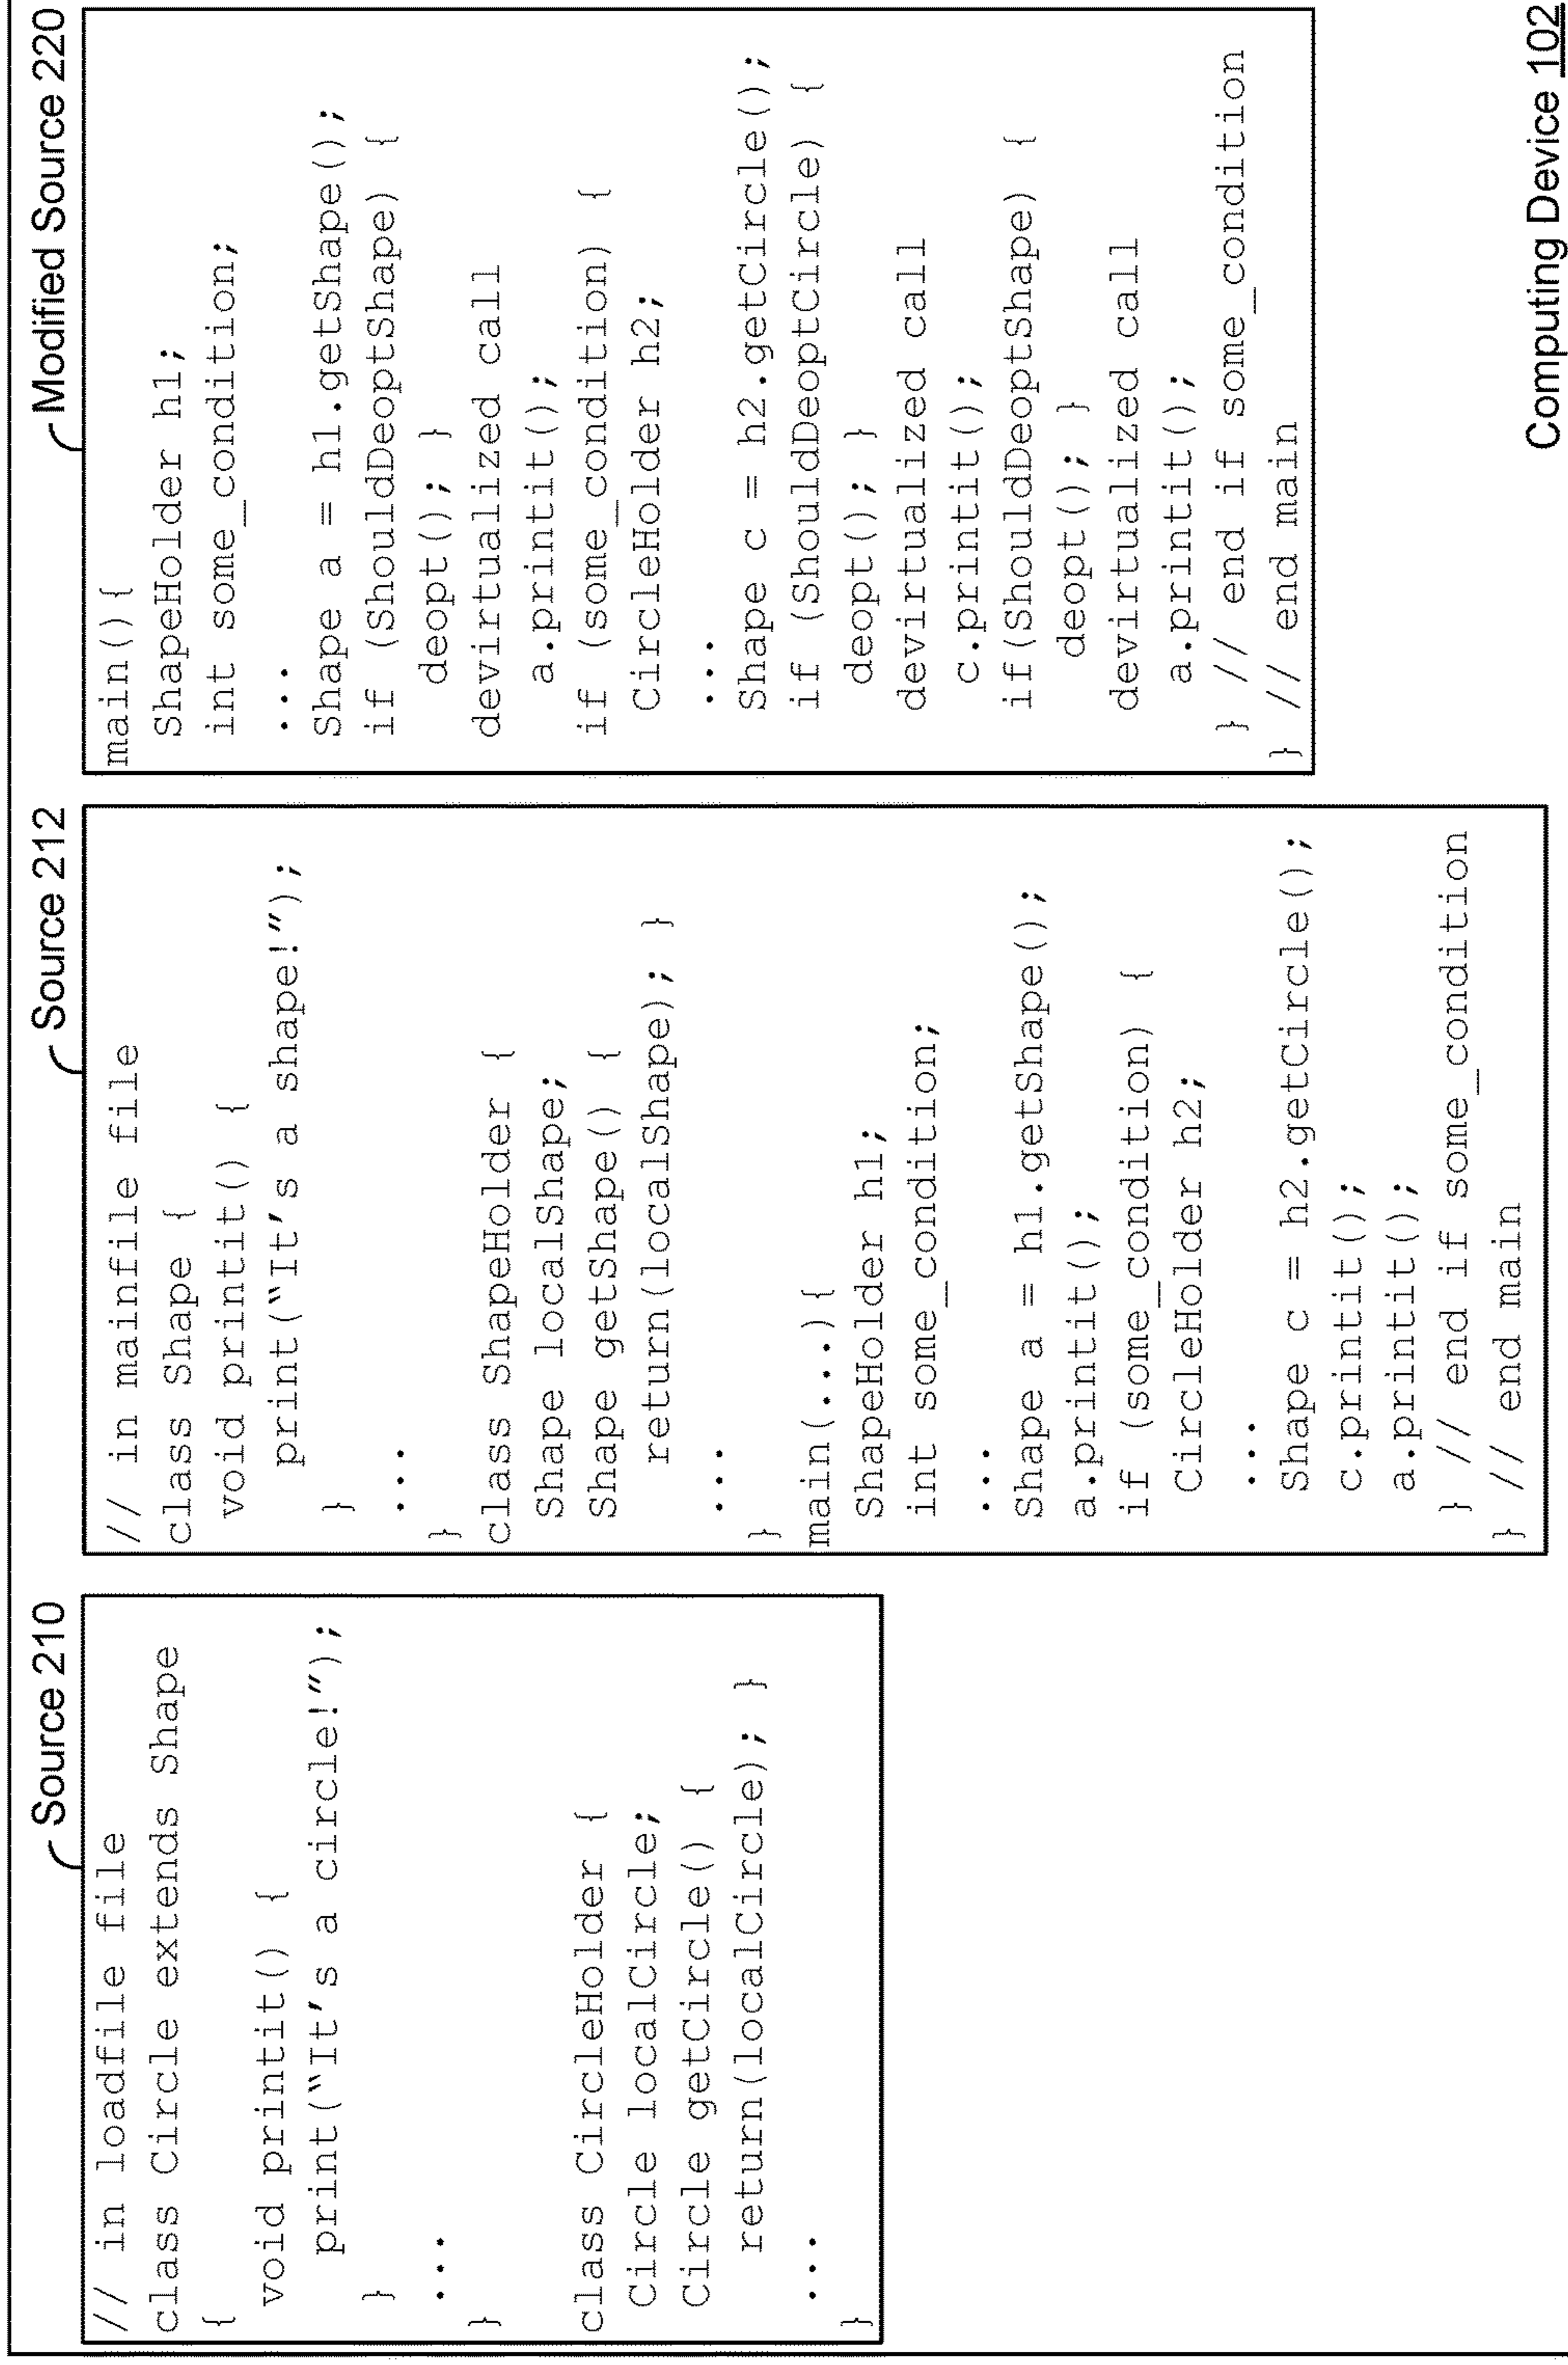 Source 210
// in loadfile file
class Circle extends Shape
{
void printit() {
print(“It’s a circle!”);
}
...
}
class CircleHolder {
Circle localCircle;
Circle getCircle() {
return(localCircle); }
...
}
Source 212
// in mainfile file
class Shape {
void printit() {
print(“It’s a shape!”);
}
...
}
class ShapeHolder {
Shape localShape;
Shape getShape() {
return(localShape); }
...
}
main(...){
ShapeHolder h1;
int some_condition;
...
Shape a = h1.getShape();
a.printit();
if (some_condition) {
CircleHolder h2;
...
Shape c = h2.getCircle();
c.printit();
a.printit();
} // end if some_condition
} // end main
Modified Source 220
main(){
ShapeHolder h1;
int some_condition;
...
Shape a = h1.getShape();
if (ShouldDeoptShape) {
deopt(); }
devirtualized call
a.printit();
if (some_condition) {
CircleHolder h2;
...
Shape c = h2.getCircle();
if (ShouldDeoptCircle) {
deopt(); }
devirtualized call
c.printit();
if(ShouldDeoptShape) {
deopt(); }
devirtualized call
a.printit();
} // end if some_condition
} // end main
Computing Device 102